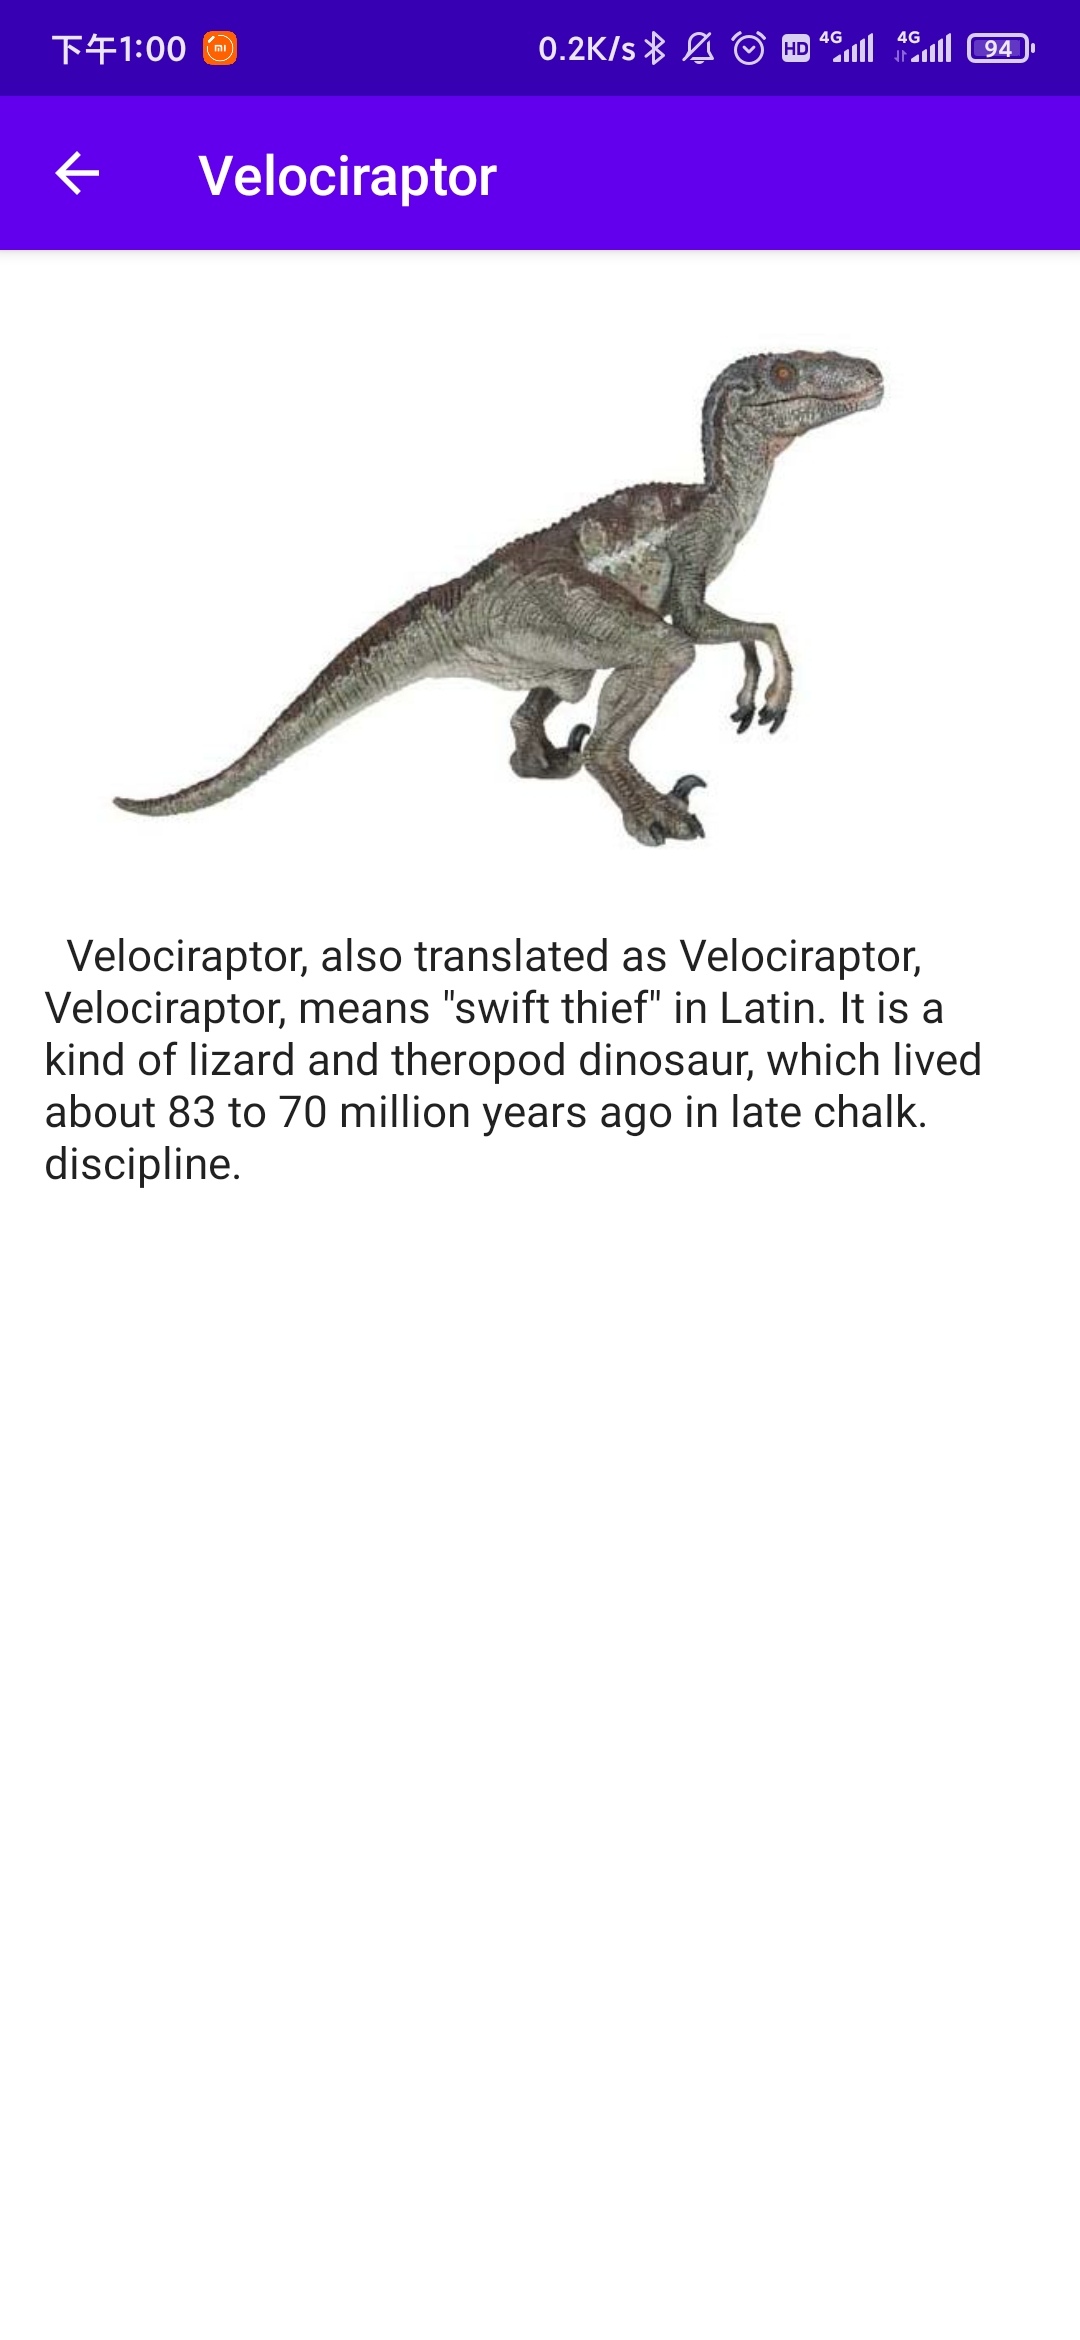 下午1:00 0.2K/s HD 4G 4G 94
Velociraptor
Velociraptor, also translated as Velociraptor,
Velociraptor, means "swift thief" in Latin. It is a
kind of lizard and theropod dinosaur, which lived
about 83 to 70 million years ago in late chalk.
discipline.